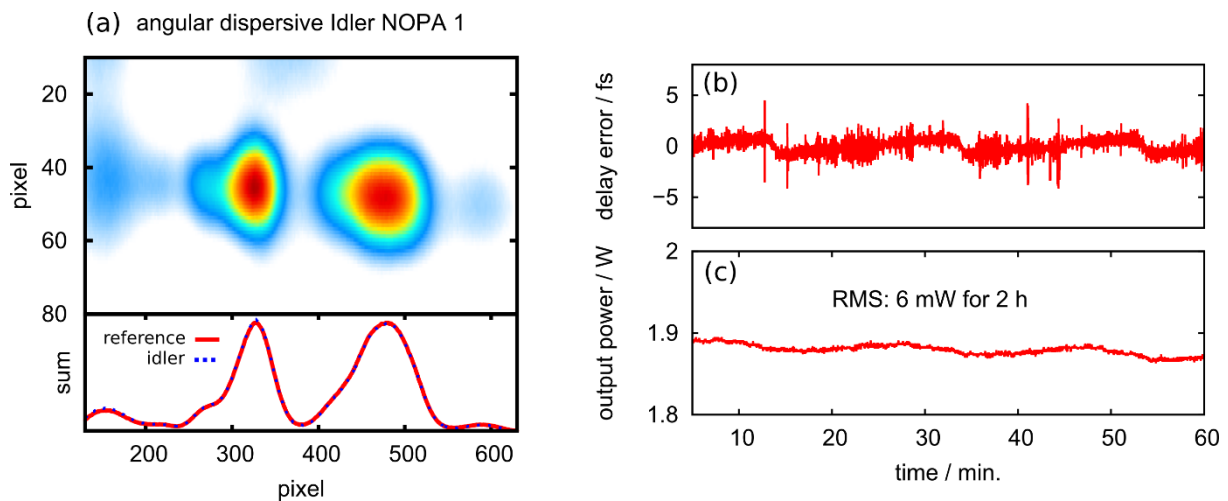 (a) angular dispersive Idler NOPA 1
20
40
60
80
pixel
reference
idler
sum
200 300 400 500 600
pixel
(b)
5
0
−5
delay error / fs
(c)
2
1.9
1.8
output power / W
RMS: 6 mW for 2 h
10 20 30 40 50 60
time / min.